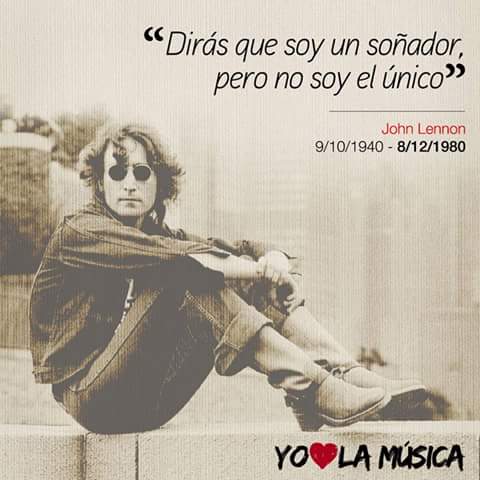 “Dirás que soy un soñador,
pero no soy el único”
John Lennon
9/10/1940 - 8/12/1980
YO ♥ LA MÚSICA